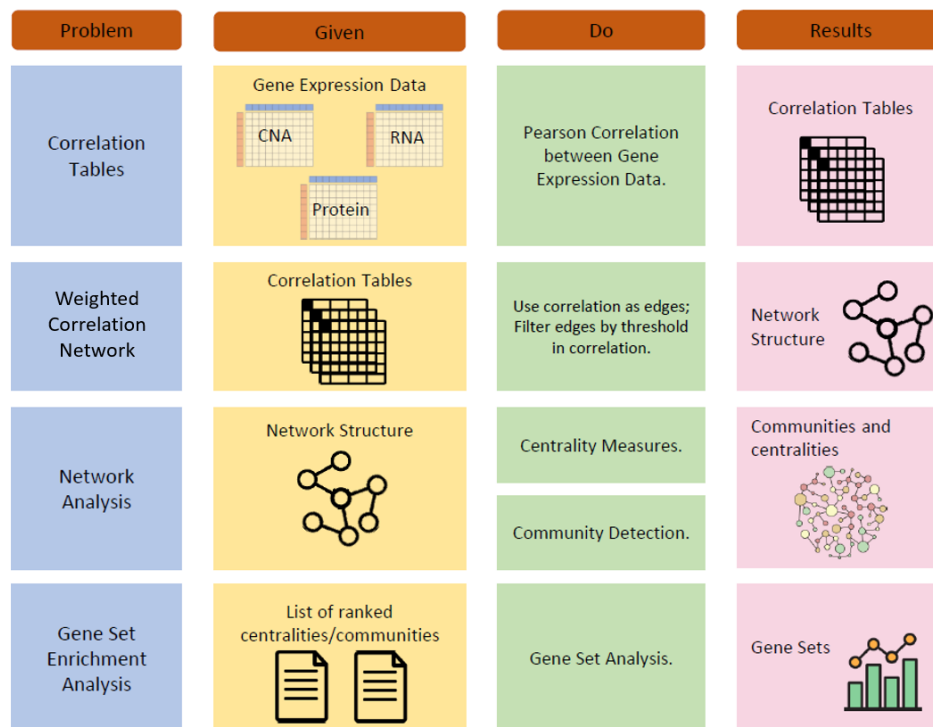 Problem
Given
Do
Results
Correlation
Tables
Gene Expression Data
CNA
RNA
Protein
Pearson Correlation
between Gene
Expression Data.
Correlation Tables
Weighted
Correlation
Network
Correlation Tables
Use correlation as edges;
Filter edges by threshold
in correlation.
Network
Structure
Network
Analysis
Network Structure
Centrality Measures.
Community Detection.
Communities and
centralities
Gene Set
Enrichment
Analysis
List of ranked
centralities/communities
Gene Set Analysis.
Gene Sets